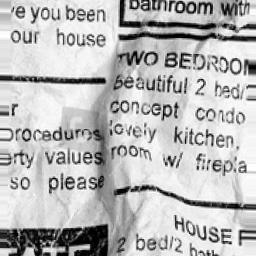 e you been
our house
r
procedures
erty values
so please
bathroom with
TWO BEDROO
Beautiful 2 bed/
concept condo
lovely kitchen,
room w/ firepla
HOUSE F
2 bed/2 bath